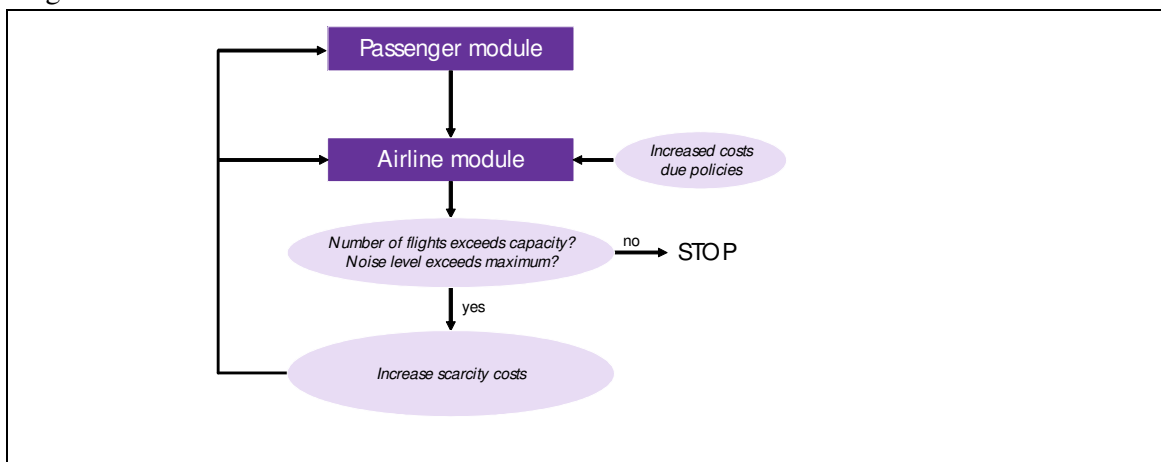 Passenger module
Airline module
Increased costs
due policies
Number of flights exceeds capacity?
Noise level exceeds maximum?
no
STOP
yes
Increase scarcity costs